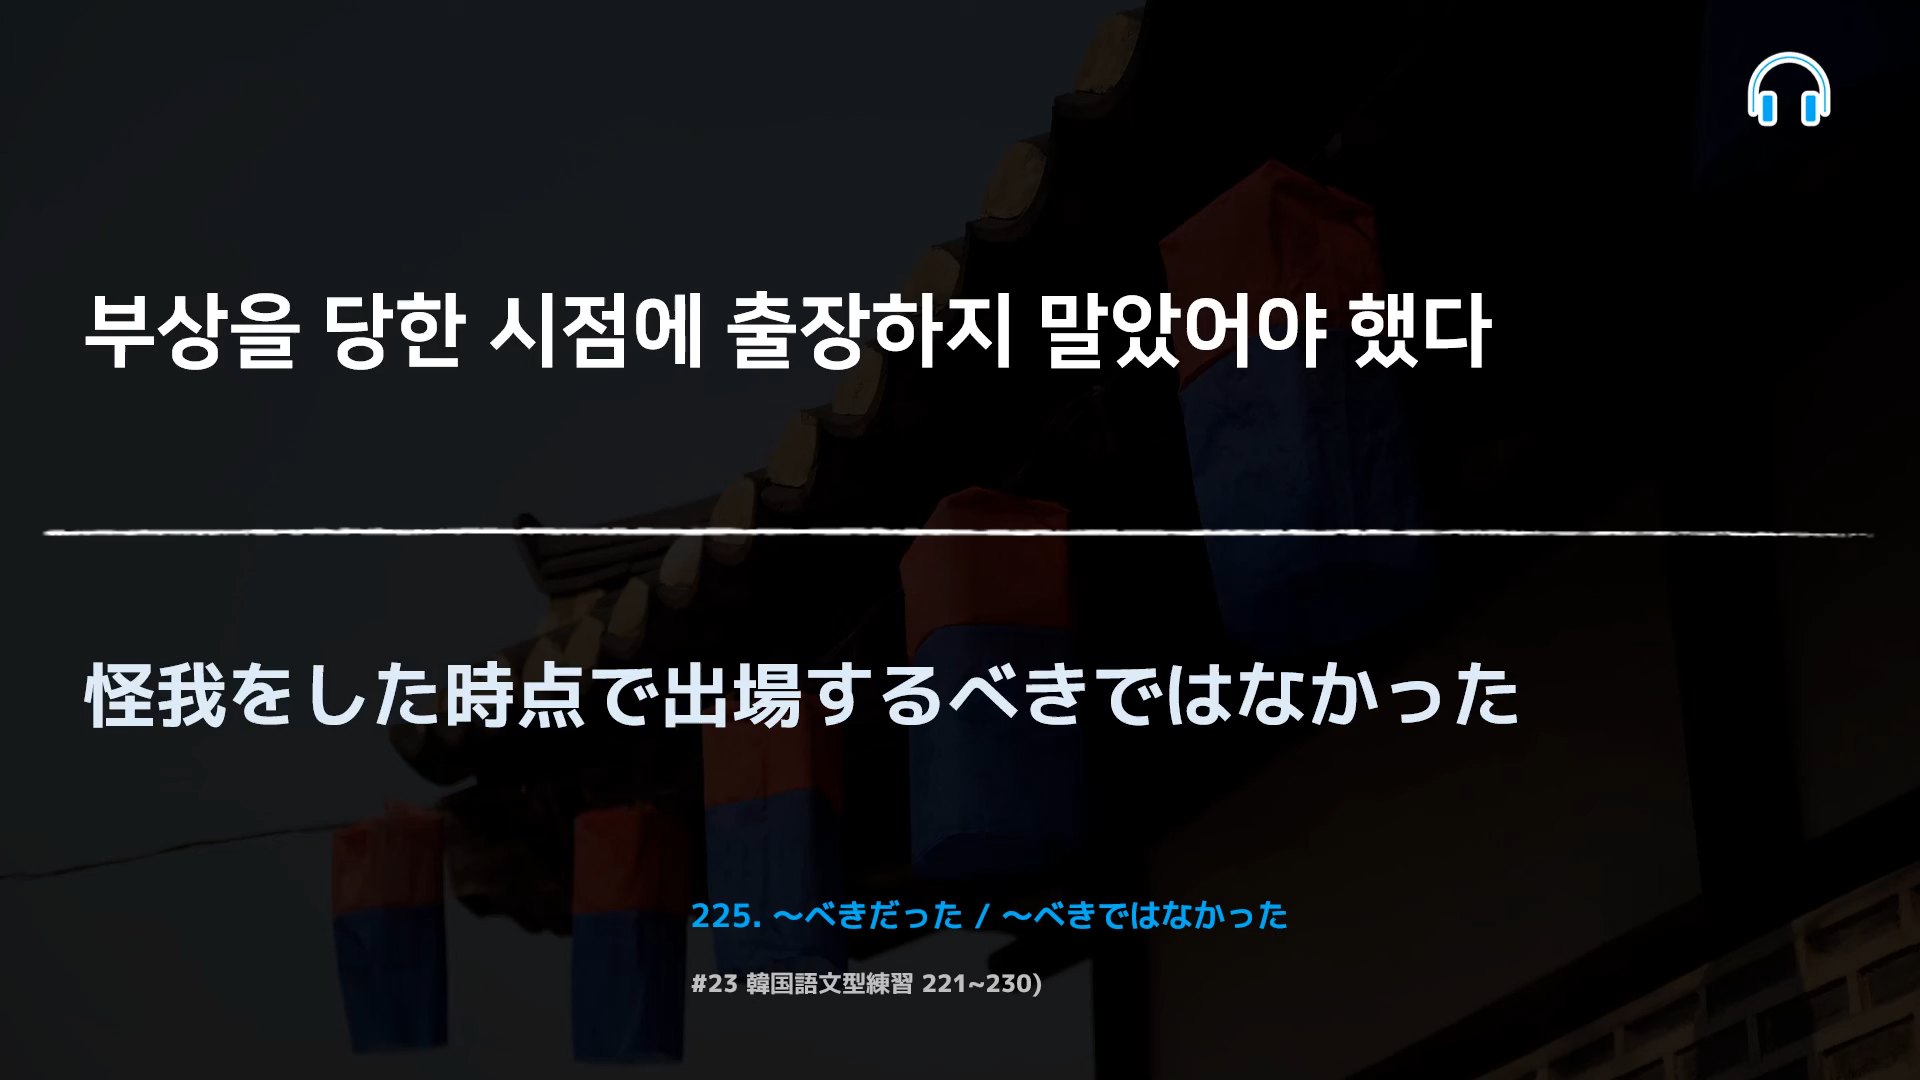 부상을 당한 시점에 출장하지 말았어야 했다
怪我をした時点で出場するべきではなかった
225. 〜べきだった / 〜べきではなかった
#23 韓国語文型練習 221~230)